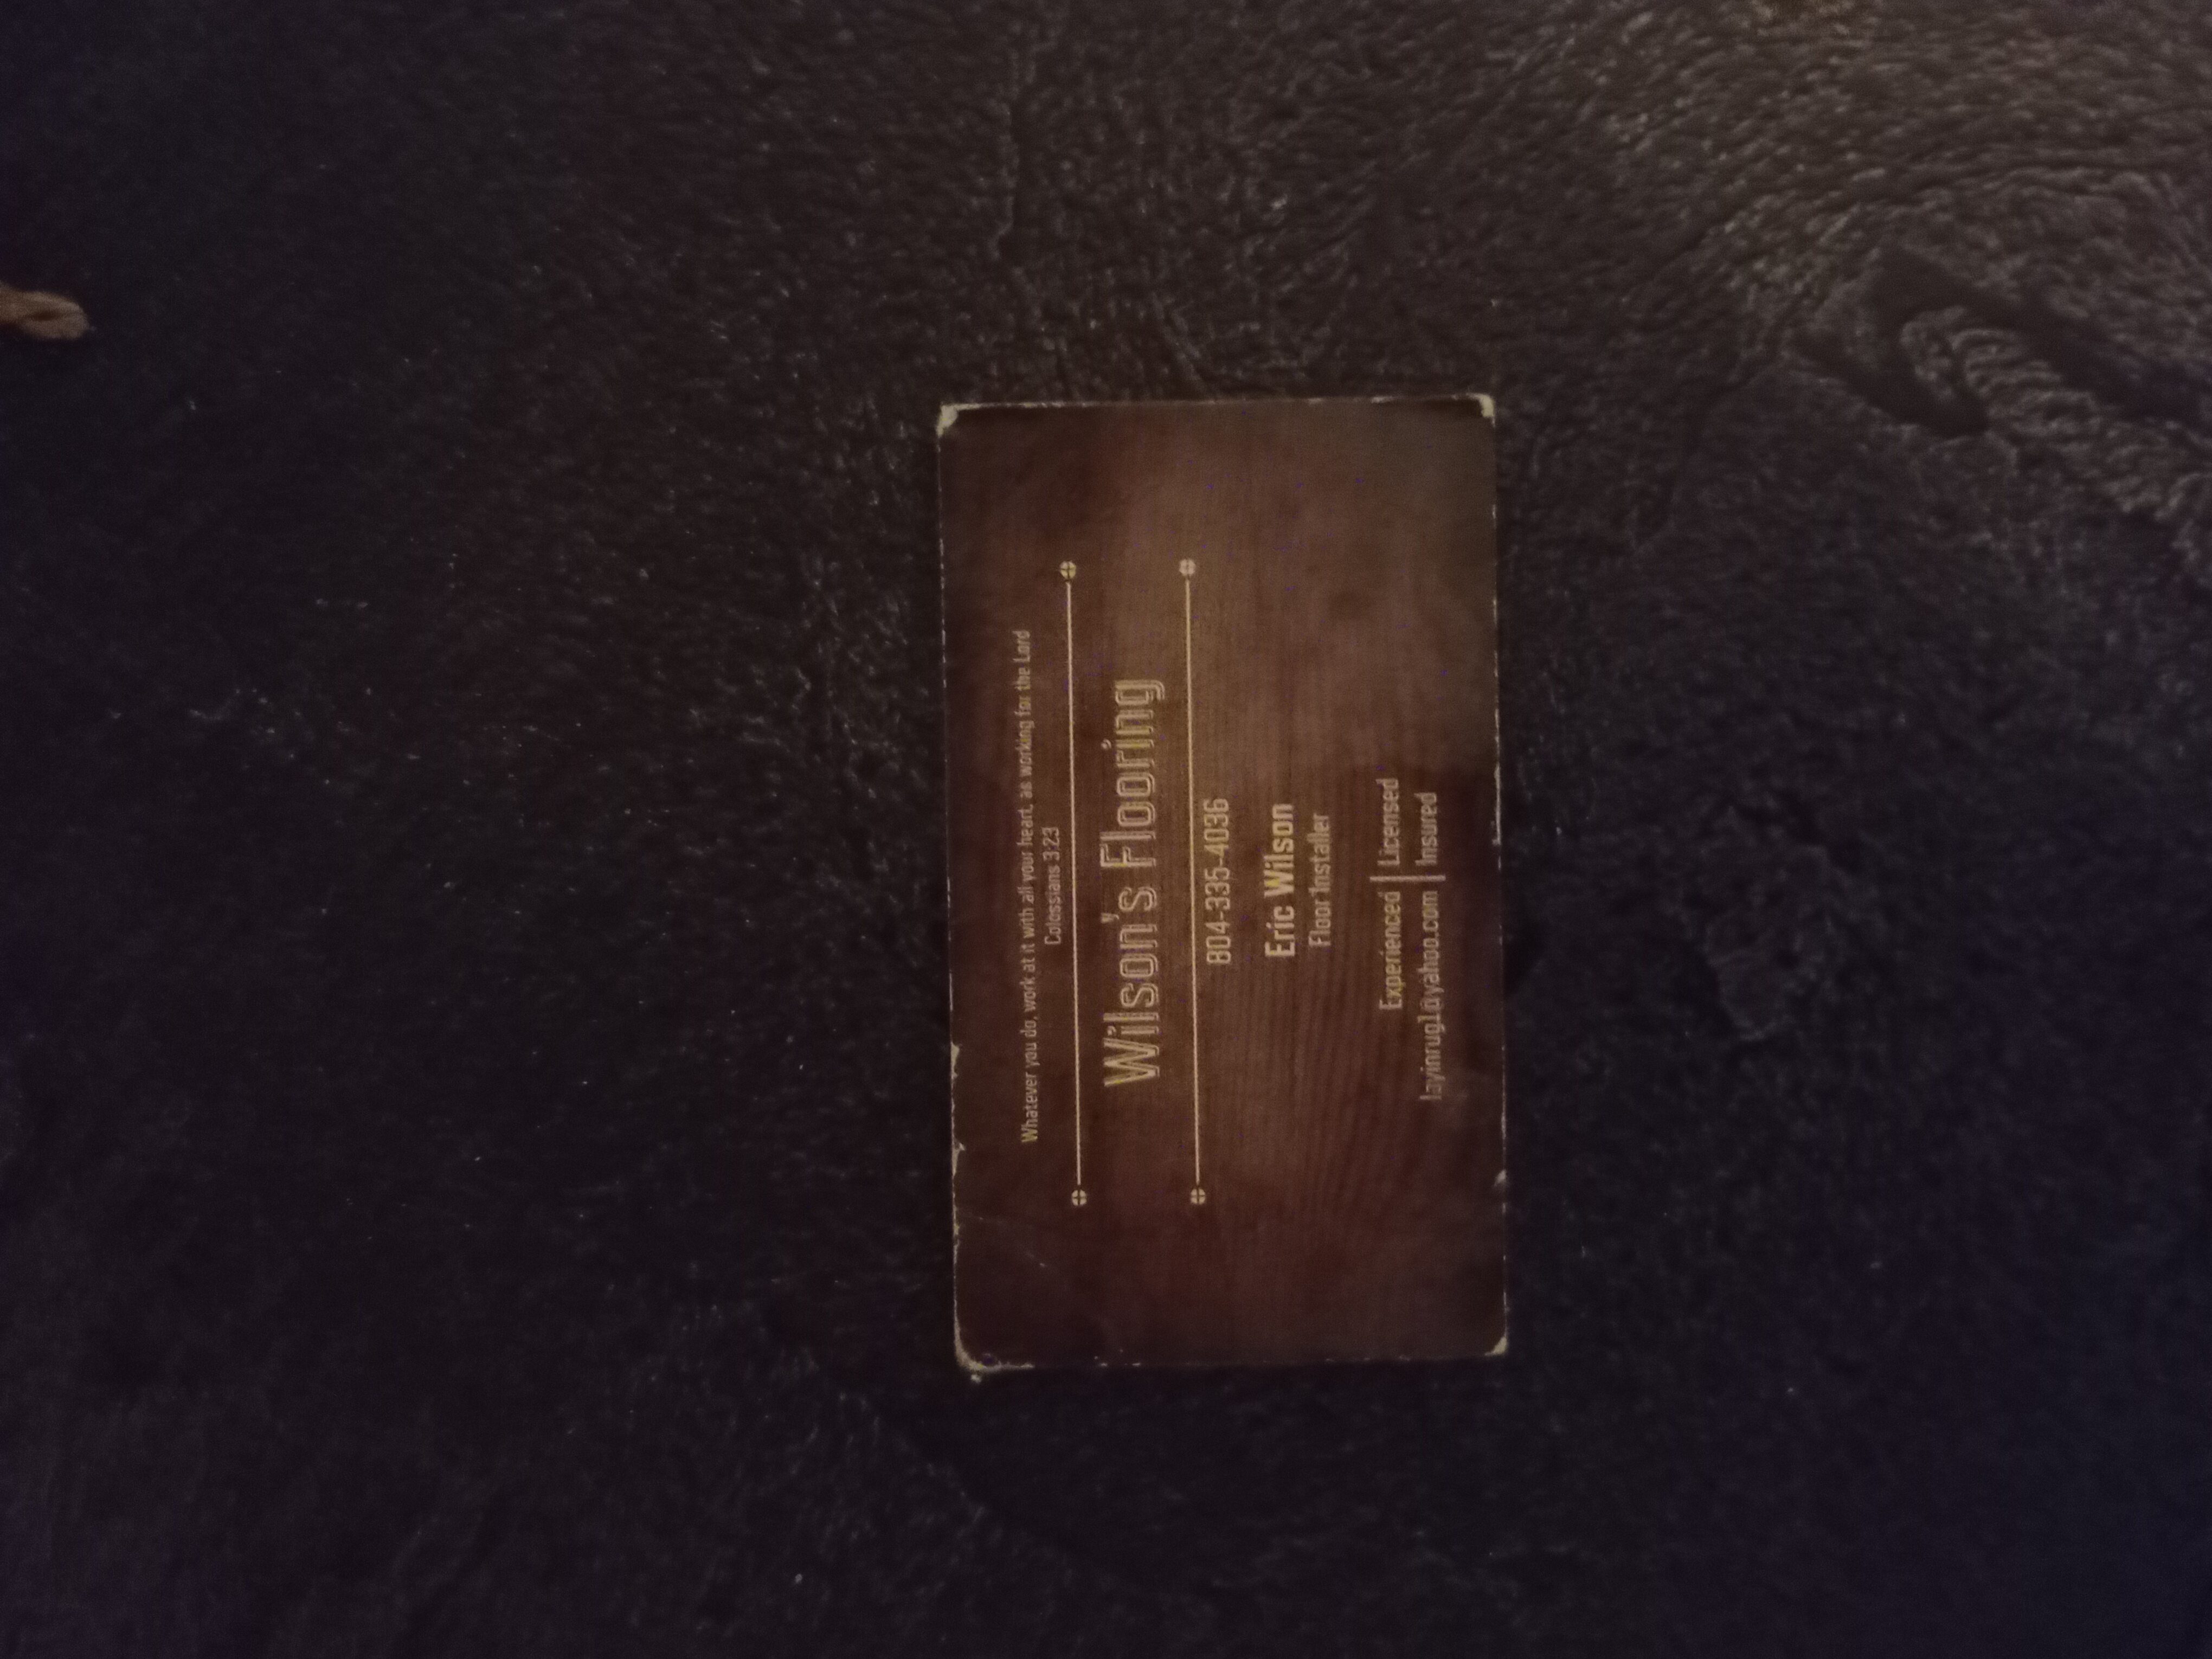 Whatever you do, work at it with all your heart, as working for the Lord
Colossians 3:23
Wilson's Flooring
804-335-4036
Eric Wilson
Floor Installer
Experienced | Licensed
layinrug1@yahoo.com | Insured